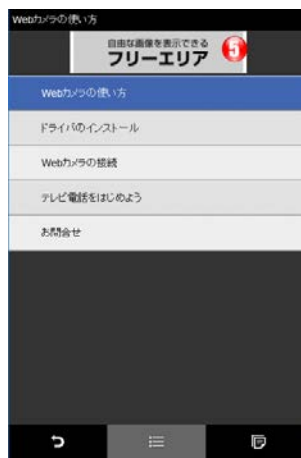 Webカメラの使い方
自由な画像を表示できる
フリーエリア
5
Webカメラの使い方
ドライバのインストール
Webカメラの接続
テレビ電話をはじめよう
お問合せ